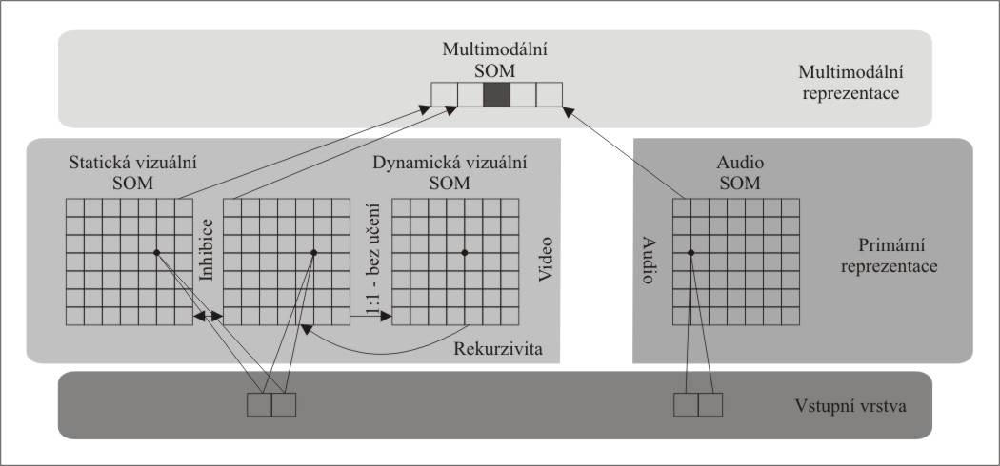 Multimodální
SOM
Multimodální
reprezentace
Statická vizuální
SOM
Dynamická vizuální
SOM
Audio
SOM
Inhibice
1:1 - bez učení
Video
Audio
Primární
reprezentace
Rekurzivita
Vstupní vrstva